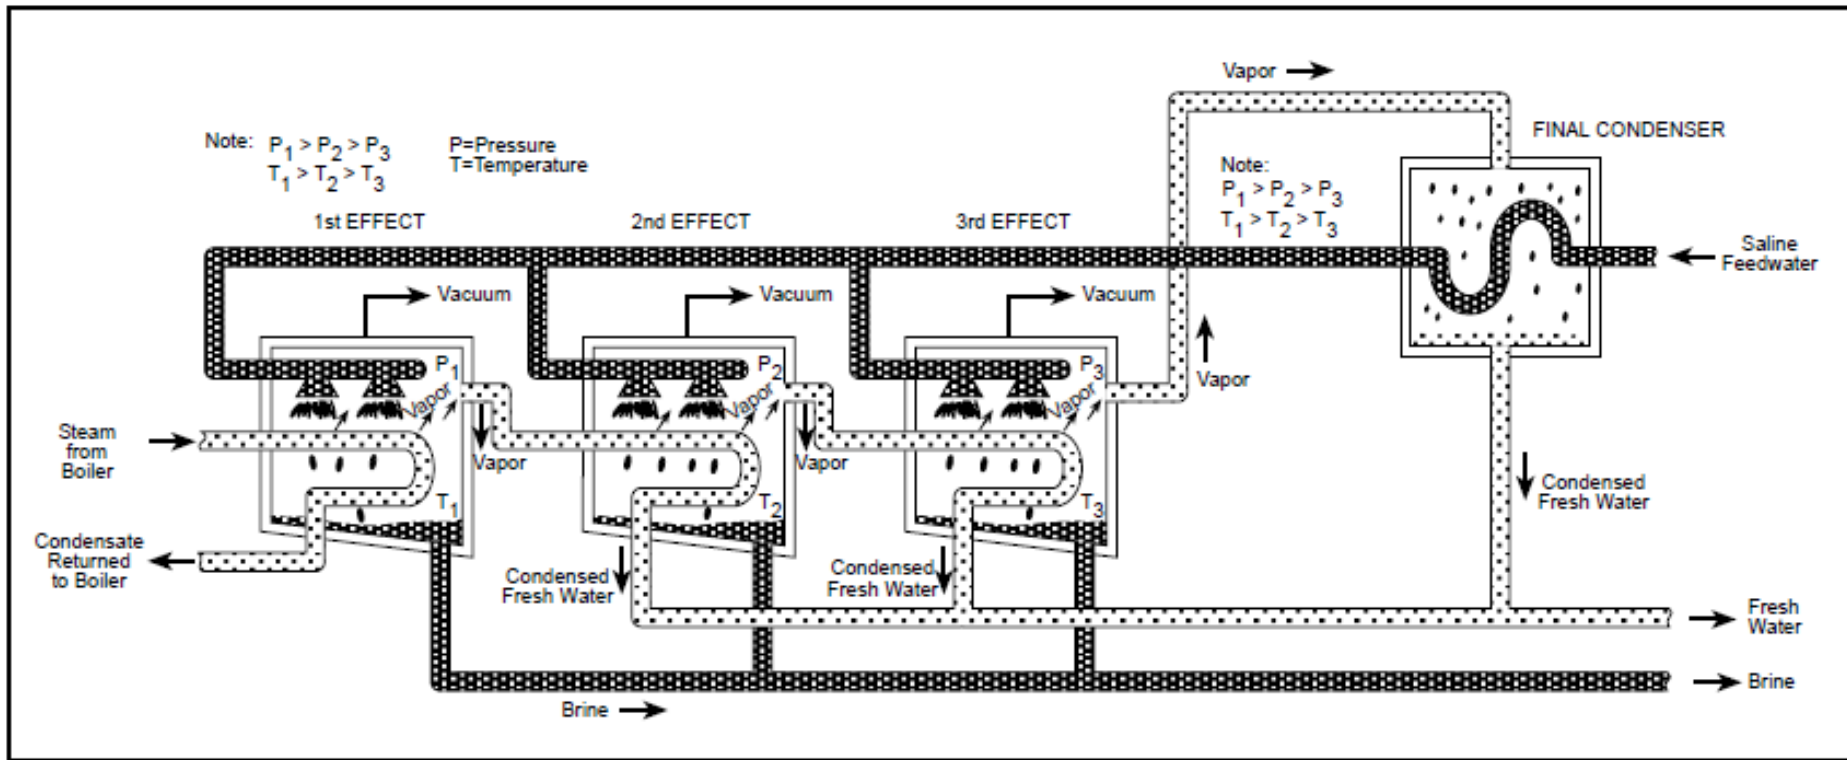 Vapor
FINAL CONDENSER
Note: P1 > P2 > P3
T1 > T2 > T3
P=Pressure
T=Temperature
Note:
P1 > P2 > P3
T1 > T2 > T3
1st EFFECT
2nd EFFECT
3rd EFFECT
Saline
Feedwater
Vacuum
Vacuum
Vacuum
P1
Vapor
P2
Vapor
P3
Vapor
Vapor
Steam
from
Boiler
Vapor
Vapor
T1
T2
T3
Condensed
Fresh Water
Condensate
Returned
to Boiler
Condensed
Fresh Water
Condensed
Fresh Water
Fresh
Water
Brine
Brine